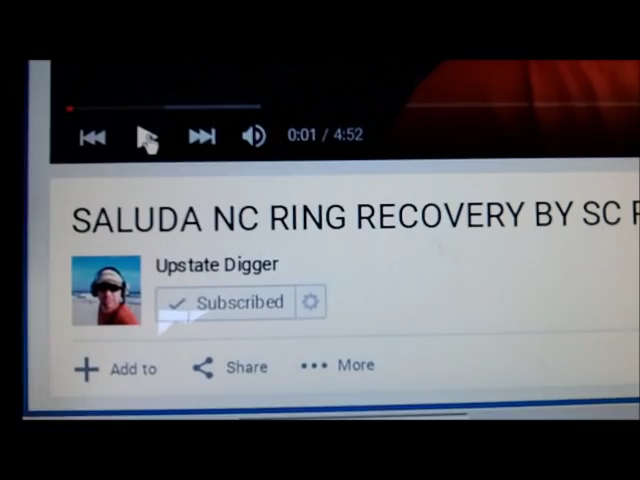 0:01 / 4:52
SALUDA NC RING RECOVERY BY SC
Upstate Digger
Subscribed
Add to Share More